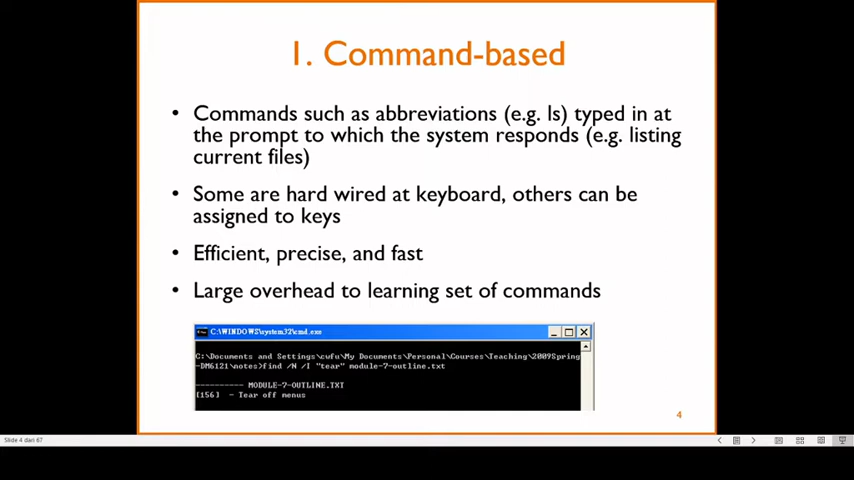 1. Command-based
• Commands such as abbreviations (e.g. ls) typed in at
the prompt to which the system responds (e.g. listing
current files)
• Some are hard wired at keyboard, others can be
assigned to keys
• Efficient, precise, and fast
• Large overhead to learning set of commands
C:\WINDOWS\system32\cmd.exe
C:\Documents and Settings\cwfu\My Documents\Personal\Courses\Teaching\2009Spring
-DM6121\notes>find /N /I "tear" module-7-outline.txt
---------- MODULE-7-OUTLINE.TXT
[156] - Tear off menus
4
Slide 4 dari 67